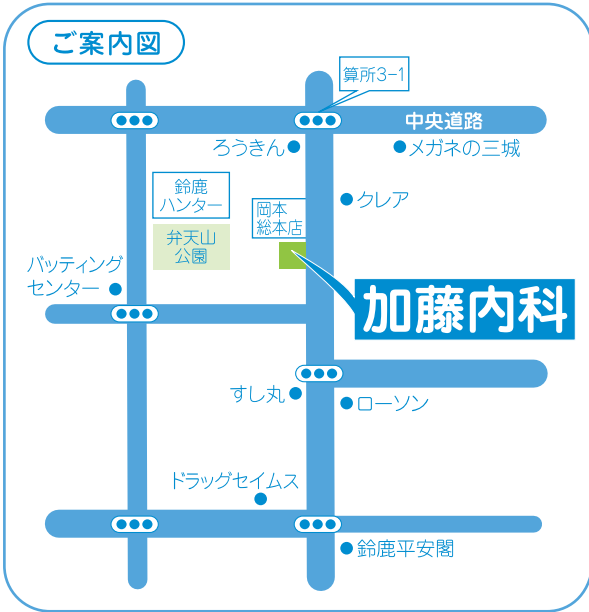 ご案内図
算所3-1
中央道路
ろうきん
メガネの三城
鈴鹿
ハンター
岡本
総本店
クレア
弁天山
公園
バッティング
センター
加藤内科
すし丸
ローソン
ドラッグセイムス
鈴鹿平安閣